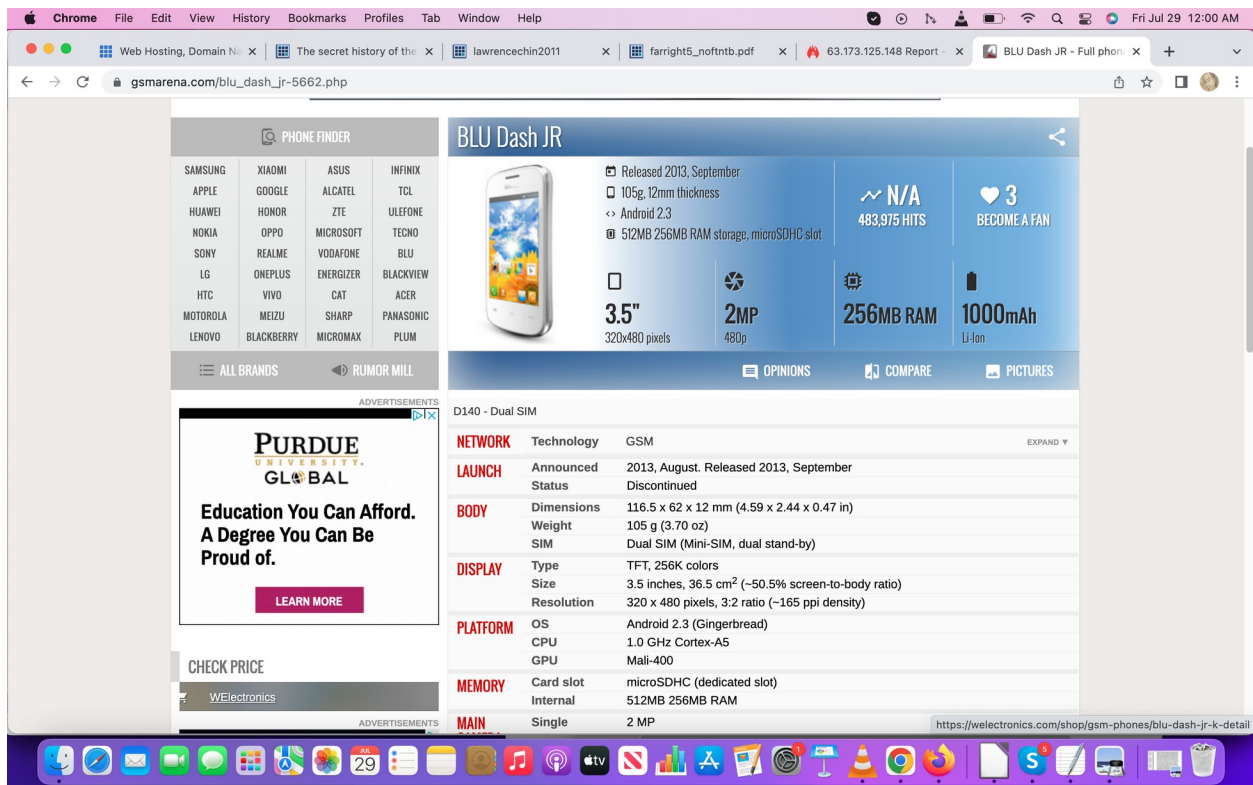 Chrome File Edit View History Bookmarks Profiles Tab Window Help Fri Jul 29 12:00 AM
Web Hosting, Domain Na The secret history of the lawrencechin2011 farright5_noftntb.pdf 63.173.125.148 Report - BLU Dash JR - Full phon
gsmarena.com/blu_dash_jr-5662.php
PHONE FINDER
SAMSUNG XIAOMI ASUS INFINIX
APPLE GOOGLE ALCATEL TCL
HUAWEI HONOR ZTE ULEFONE
NOKIA OPPO MICROSOFT TECNO
SONY REALME VODAFONE BLU
LG ONEPLUS ENERGIZER BLACKVIEW
HTC VIVO CAT ACER
MOTOROLA MEIZU SHARP PANASONIC
LENOVO BLACKBERRY MICROMAX PLUM
ALL BRANDS RUMOR MILL
BLU Dash JR
Released 2013, September
105g, 12mm thickness
Android 2.3
512MB 256MB RAM storage, microSDHC slot
N/A
483,975 HITS
3
BECOME A FAN
3.5"
320x480 pixels
2MP
480p
256MB RAM
1000mAh
Li-Ion
OPINIONS COMPARE PICTURES
ADVERTISEMENTS
PURDUE
UNIVERSITY.
GLOBAL
Education You Can Afford.
A Degree You Can Be
Proud of.
LEARN MORE
CHECK PRICE
WElectronics
ADVERTISEMENTS
D140 - Dual SIM
NETWORK Technology GSM EXPAND ▼
LAUNCH Announced 2013, August. Released 2013, September
Status Discontinued
BODY Dimensions 116.5 x 62 x 12 mm (4.59 x 2.44 x 0.47 in)
Weight 105 g (3.70 oz)
SIM Dual SIM (Mini-SIM, dual stand-by)
DISPLAY Type TFT, 256K colors
Size 3.5 inches, 36.5 cm² (~50.5% screen-to-body ratio)
Resolution 320 x 480 pixels, 3:2 ratio (~165 ppi density)
PLATFORM OS Android 2.3 (Gingerbread)
CPU 1.0 GHz Cortex-A5
GPU Mali-400
MEMORY Card slot microSDHC (dedicated slot)
Internal 512MB 256MB RAM
MAIN Single 2 MP
https://welectronics.com/shop/gsm-phones/blu-dash-jr-k-detail
JUL
29
tv
1
5